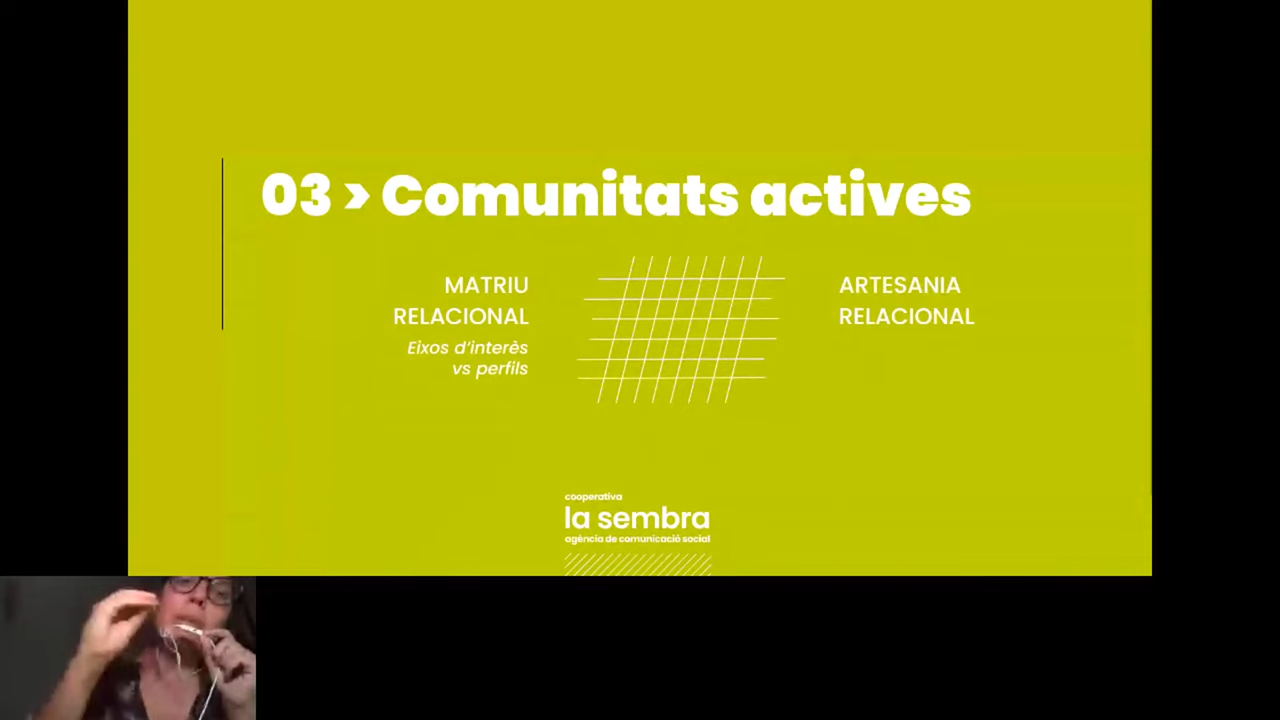 03 > Comunitats actives
MATRIU
RELACIONAL
Eixos d'interès
vs perfils
ARTESANIA
RELACIONAL
cooperativa
la sembra
agència de comunicació social